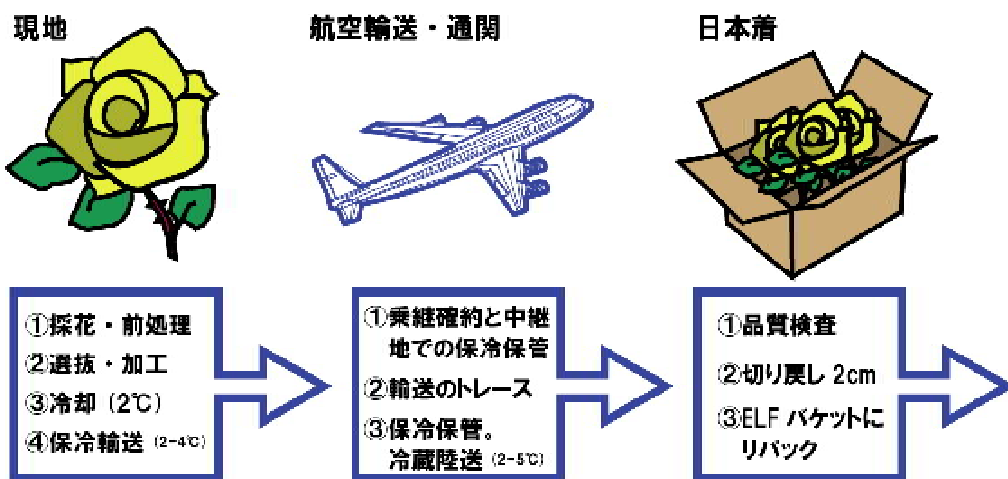 現地
①採花・前処理
②選抜・加工
③冷却(2℃)
④保冷輸送(2-4℃)
航空輸送・通関
①乗継確約と中継
地での保冷保管
②輸送のトレース
③保冷保管。
冷蔵陸送(2-5℃)
日本着
①品質検査
②切り戻し 2cm
③ELF バケットに
リパック